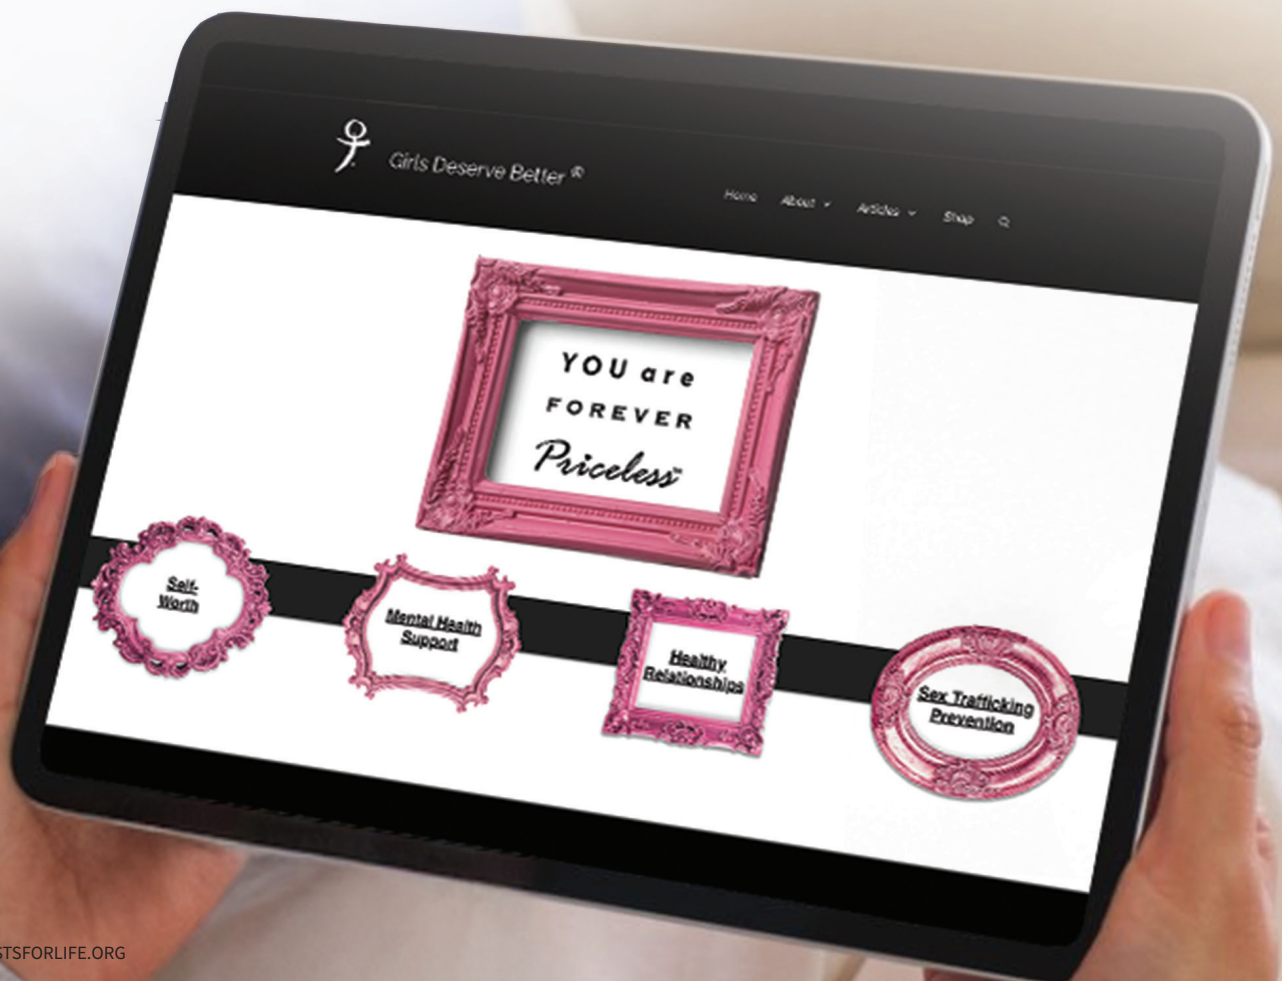 Girls Deserve Better ®
Home About Articles Shop
YOU are
FOREVER
Priceless™
Self-
Worth
Mental Health
Support
Healthy
Relationships
Sex Trafficking
Prevention
STSFORLIFE.ORG